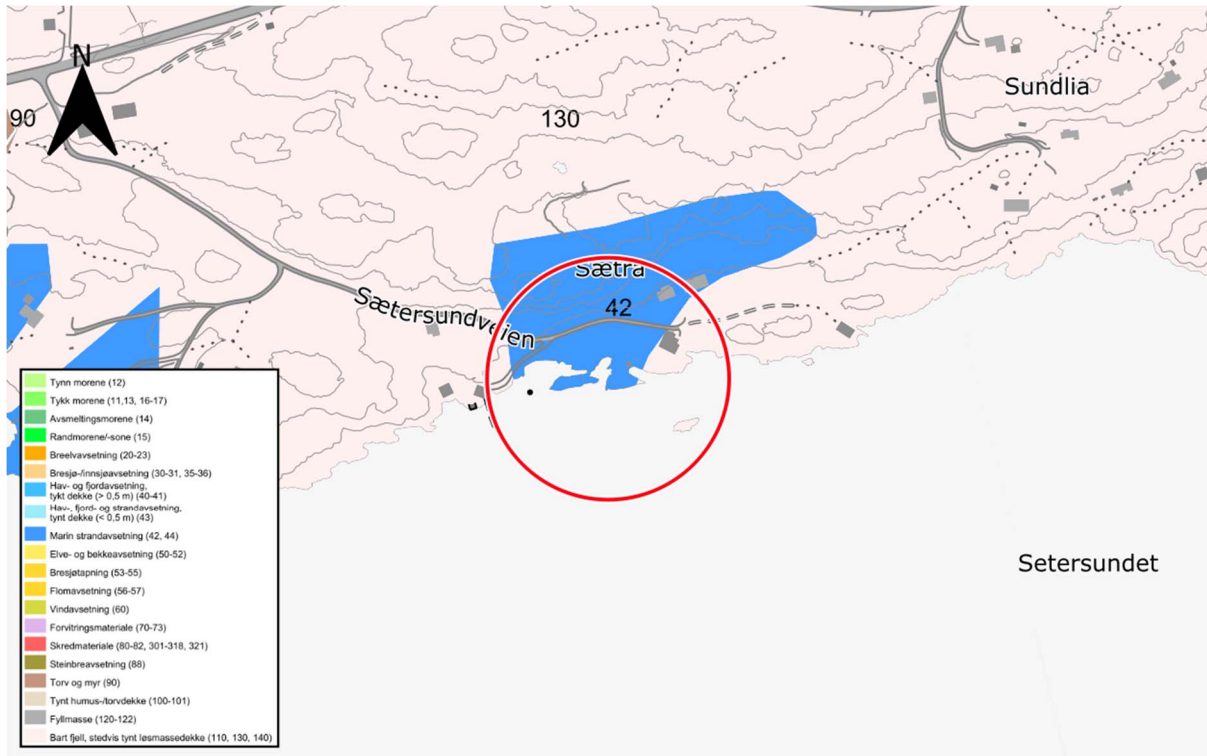 N
Sundlia
90
130
Sætra
42
Sætersundveien
Setersundet
Tynn morene (12)
Tykk morene (11,13, 16-17)
Avsmeltingsmorene (14)
Randmorene/-sone (15)
Breelvavsetning (20-23)
Bresjø-/innsjøavsetning (30-31, 35-36)
Hav- og fjordavsetning,
tykt dekke (> 0,5 m) (40-41)
Hav-, fjord- og strandavsetning,
tynt dekke (< 0,5 m) (43)
Marin strandavsetning (42, 44)
Elve- og bekkeavsetning (50-52)
Bresjøtapning (53-55)
Flomavsetning (56-57)
Vindavsetning (60)
Forvitringsmateriale (70-73)
Skredmateriale (80-82, 301-318, 321)
Steinbreavsetning (88)
Torv og myr (90)
Tynt humus-/torvdekke (100-101)
Fyllmasse (120-122)
Bart fjell, stedvis tynt løsmassedekke (110, 130, 140)